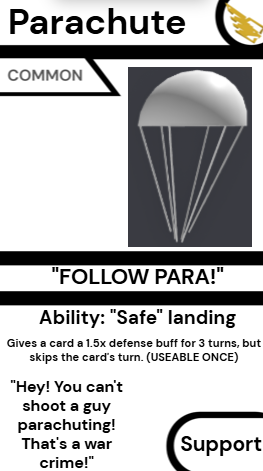 Parachute
COMMON
"FOLLOW PARA!"
Ability: "Safe" landing
Gives a card a 1.5x defense buff for 3 turns, but
skips the card's turn. (USEABLE ONCE)
"Hey! You can't
shoot a guy
parachuting!
That's a war
crime!"
Support